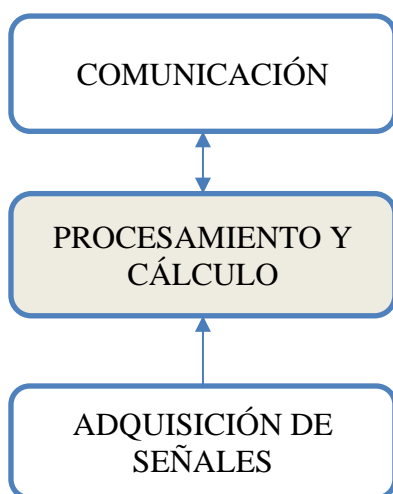 COMUNICACIÓN
PROCESAMIENTO Y
CÁLCULO
ADQUISICIÓN DE
SEÑALES